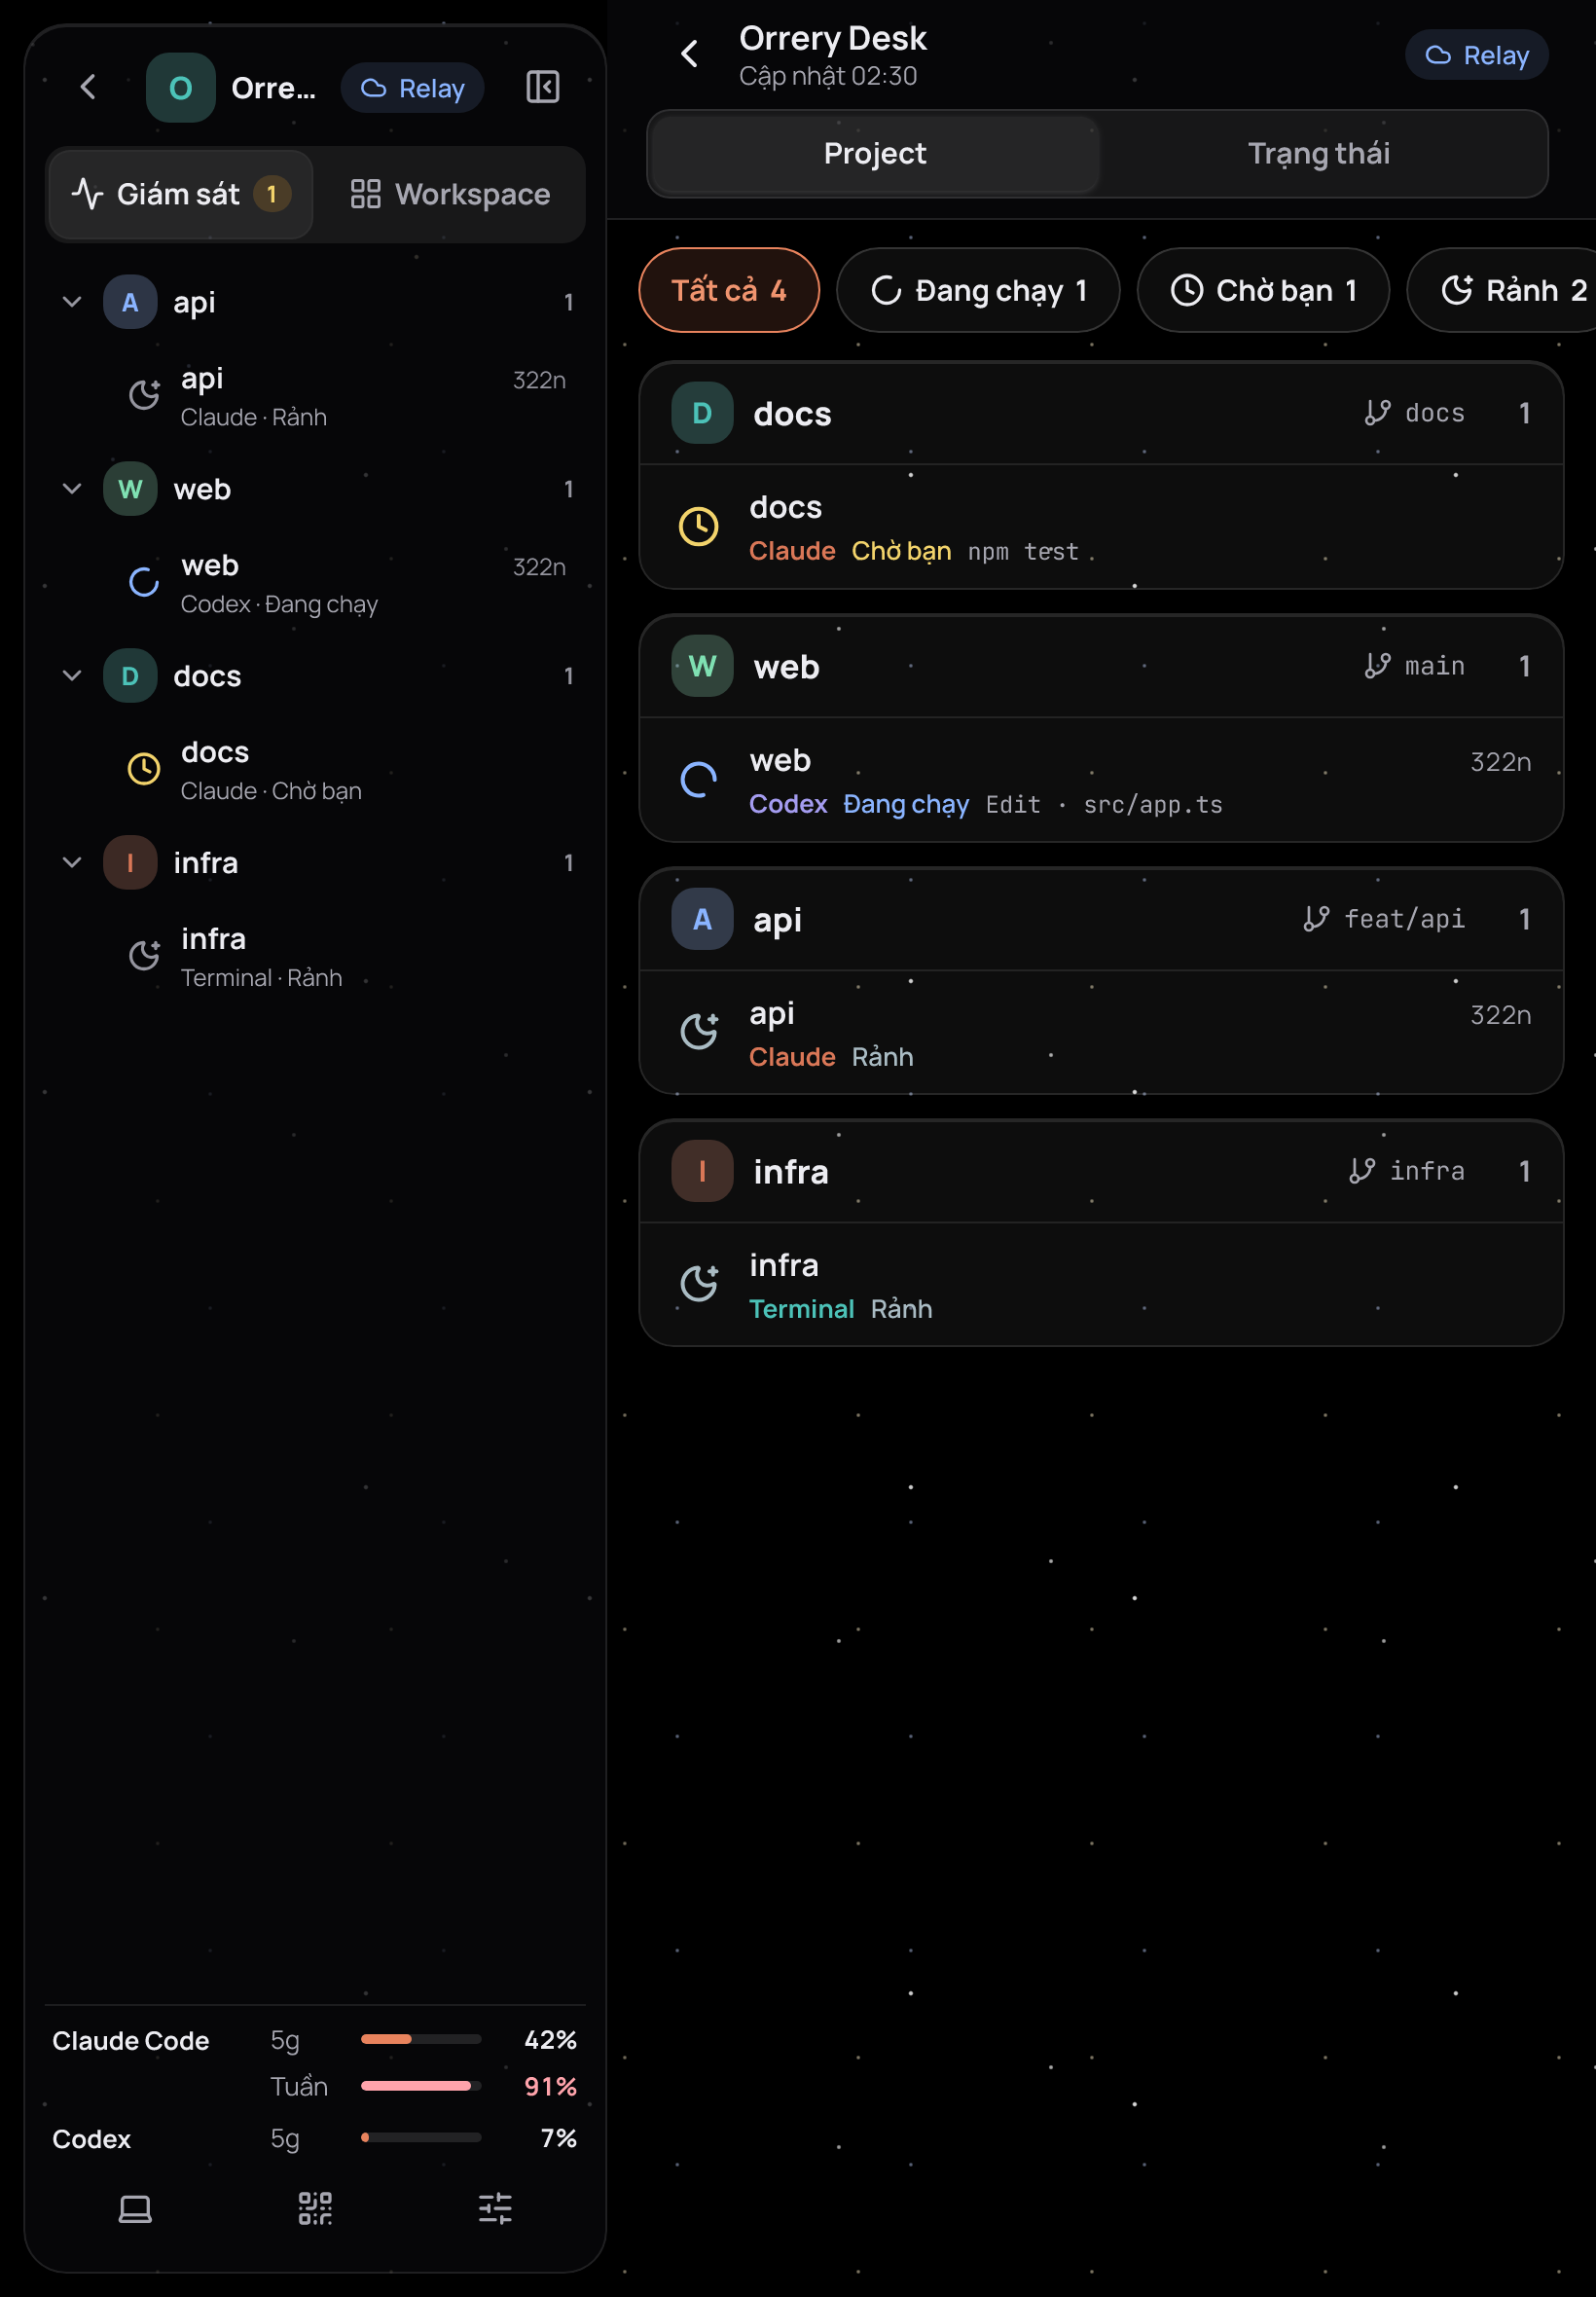 O Orre... Relay
Giám sát 1 Workspace
A api 1
api 322n
Claude · Rảnh
W web 1
web 322n
Codex · Đang chạy
D docs 1
docs
Claude · Chờ bạn
I infra 1
infra
Terminal · Rảnh
Claude Code 5g 42%
Tuần 91%
Codex 5g 7%
Orrery Desk
Cập nhật 02:30
Relay
Project Trạng thái
Tất cả 4 Đang chạy 1 Chờ bạn 1 Rảnh 2
D docs docs 1
docs
Claude Chờ bạn npm test
W web main 1
web 322n
Codex Đang chạy Edit · src/app.ts
A api feat/api 1
api 322n
Claude Rảnh
I infra infra 1
infra
Terminal Rảnh